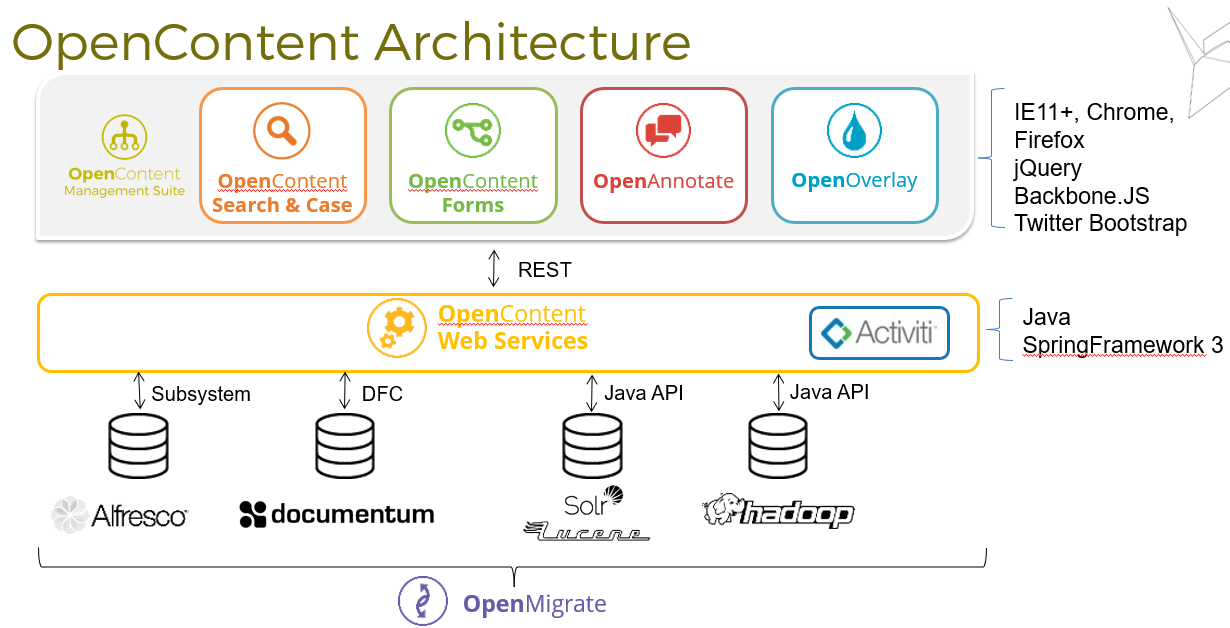 OpenContent Architecture
OpenContent
Management Suite
OpenContent
Search & Case
OpenContent
Forms
OpenAnnotate
OpenOverlay
IE11+, Chrome,
Firefox
jQuery
Backbone.JS
Twitter Bootstrap
REST
OpenContent
Web Services
Activiti
Java
SpringFramework 3
Subsystem
DFC
Java API
Java API
Alfresco
documentum
Solr
Lucene
hadoop
OpenMigrate